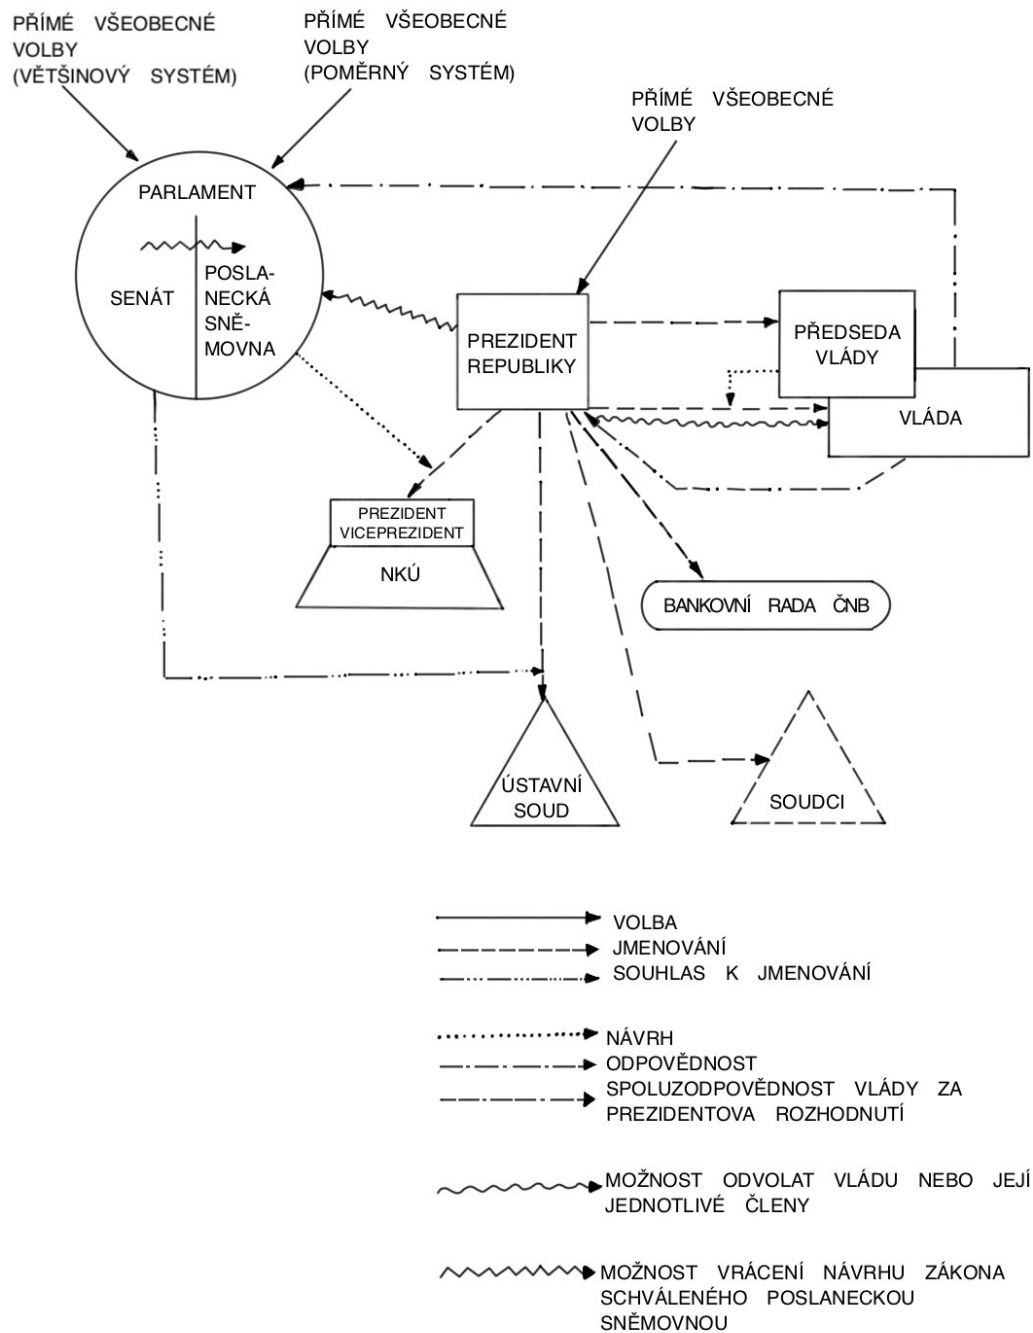 PŘÍMÉ VŠEOBECNÉ
VOLBY
(VĚTŠINOVÝ SYSTÉM)
PŘÍMÉ VŠEOBECNÉ
VOLBY
(POMĚRNÝ SYSTÉM)
PŘÍMÉ VŠEOBECNÉ
VOLBY
PARLAMENT
SENÁT
POSLA-
NECKÁ
SNĚ-
MOVNA
PREZIDENT
REPUBLIKY
PŘEDSEDA
VLÁDY
VLÁDA
PREZIDENT
VICEPREZIDENT
NKÚ
BANKOVNÍ RADA ČNB
ÚSTAVNÍ
SOUD
SOUDCI
VOLBA
JMENOVÁNÍ
SOUHLAS K JMENOVÁNÍ
NÁVRH
ODPOVĚDNOST
SPOLUZODPOVĚDNOST VLÁDY ZA
PREZIDENTOVA ROZHODNUTÍ
MOŽNOST ODVOLAT VLÁDU NEBO JEJÍ
JEDNOTLIVÉ ČLENY
MOŽNOST VRÁCENÍ NÁVRHU ZÁKONA
SCHVÁLENÉHO POSLANECKOU
SNĚMOVNOU